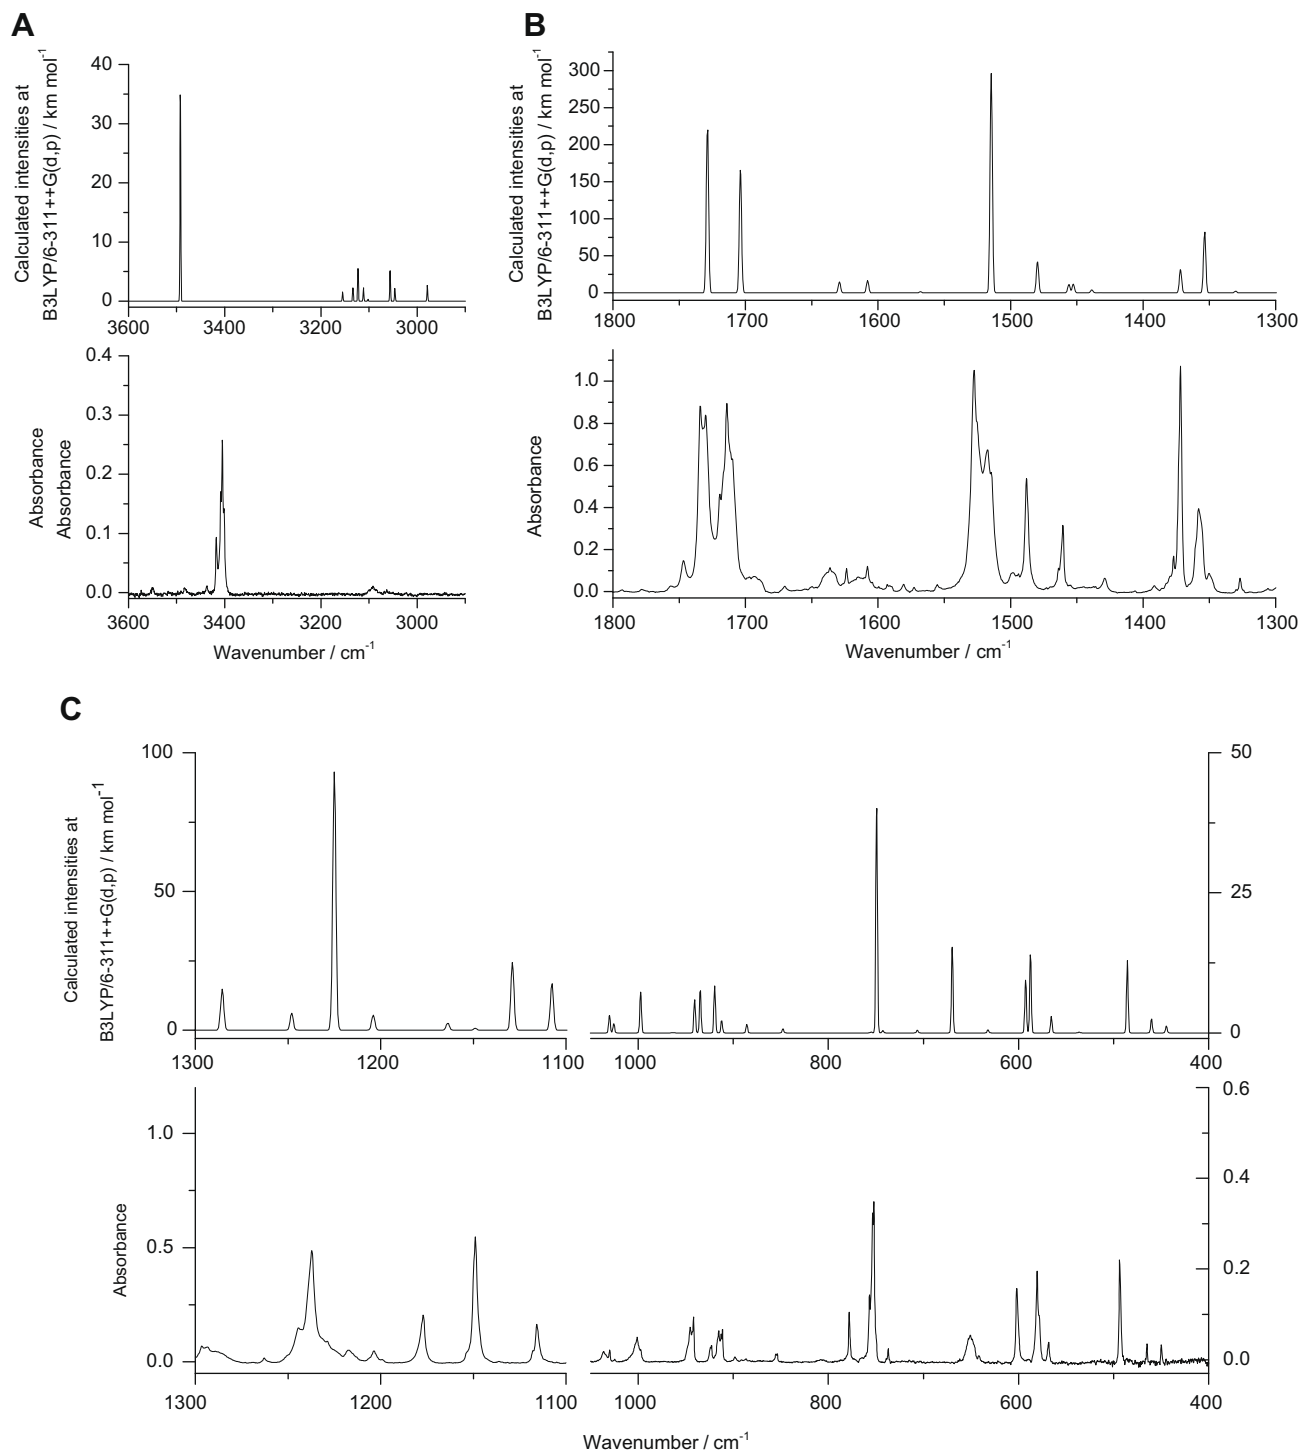 A
Calculated intensities at
B3LYP/6-311++G(d,p) / km mol-1
40
30
20
10
0
3600 3400 3200 3000
0.4
0.3
0.2
0.1
0.0
Absorbance
Absorbance
3600 3400 3200 3000
Wavenumber / cm-1
B
Calculated intensities at
B3LYP/6-311++G(d,p) / km mol-1
300
250
200
150
100
50
0
1800 1700 1600 1500 1400 1300
1.0
0.8
0.6
0.4
0.2
0.0
Absorbance
1800 1700 1600 1500 1400 1300
Wavenumber / cm-1
C
Calculated intensities at
B3LYP/6-311++G(d,p) / km mol-1
100
50
0
50
25
0
1300 1200 1100 1000 800 600 400
Absorbance
1.0
0.5
0.0
0.6
0.4
0.2
0.0
1300 1200 1100 1000 800 600 400
Wavenumber / cm-1